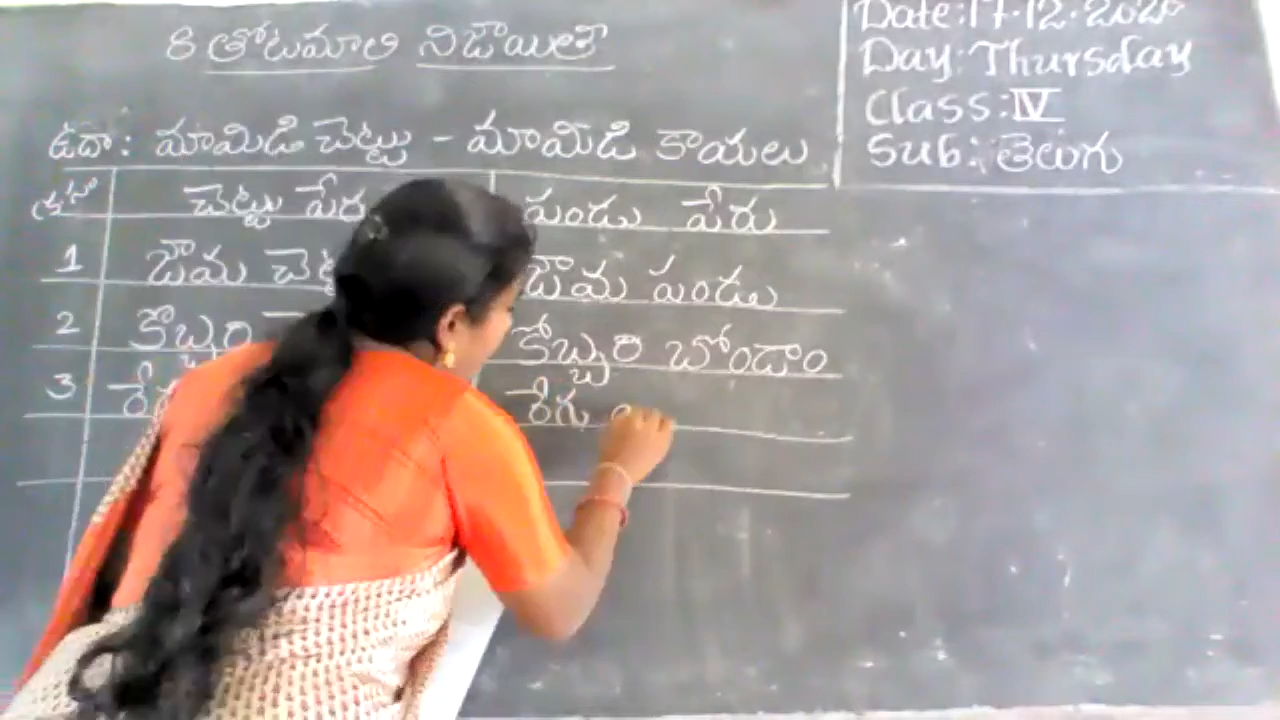 8 తోటమాలి నిజాయితీ
Date:17.12.2020
Day: Thursday
Class: IV
Sub: తెలుగు
ఉదా: మామిడి చెట్టు - మామిడి కాయలు
చెట్టు పేరు పండు పేరు
1 జామ జామ పండు
2 కొబ్బరి కోబ్బరి బోండాం
3 రేగు